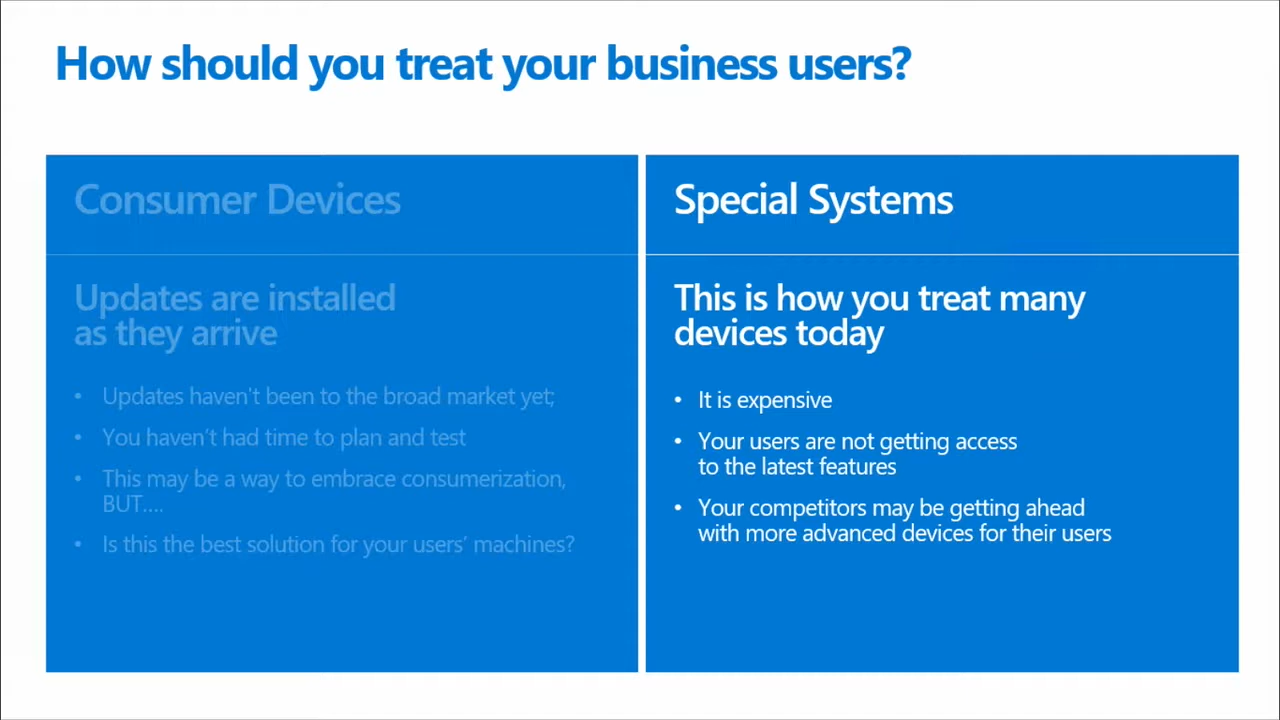 How should you treat your business users?
Consumer Devices
Updates are installed
as they arrive
• Updates haven't been to the broad market yet;
• You haven't had time to plan and test
• This may be a way to embrace consumerization,
BUT....
• Is this the best solution for your users' machines?
Special Systems
This is how you treat many
devices today
• It is expensive
• Your users are not getting access
to the latest features
• Your competitors may be getting ahead
with more advanced devices for their users